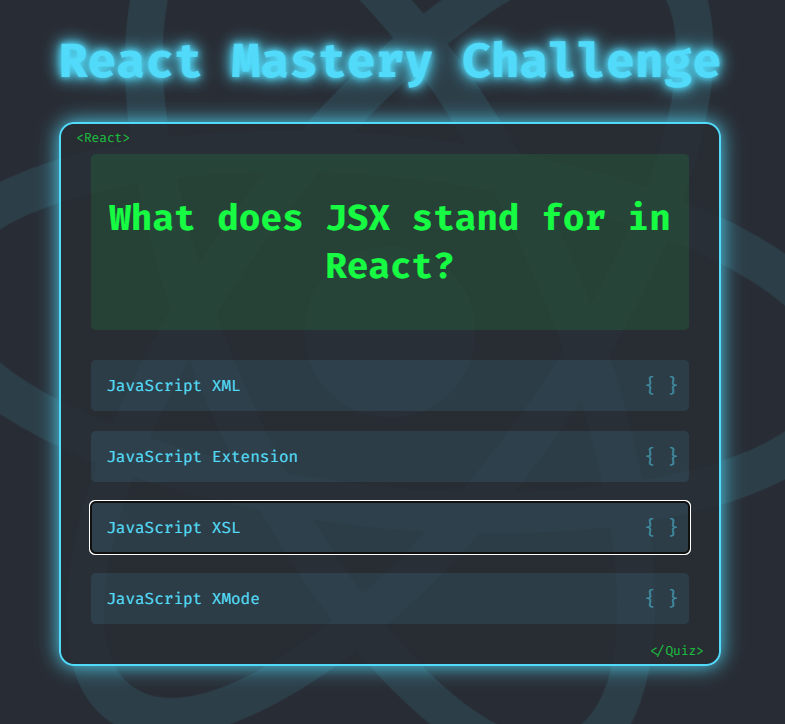 React Mastery Challenge
<React>
What does JSX stand for in
React?
JavaScript XML { }
JavaScript Extension { }
JavaScript XSL { }
JavaScript XMode { }
</Quiz>